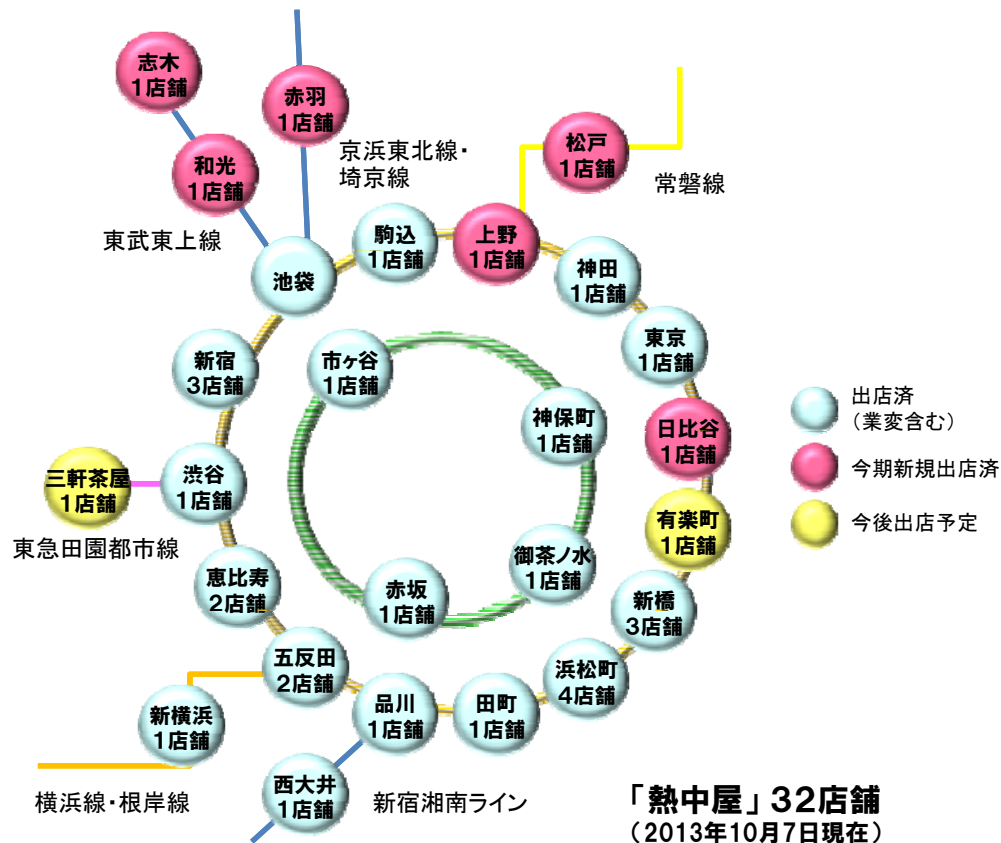 志木
1店舗
赤羽
1店舗
京浜東北線・
埼京線
松戸
1店舗
常磐線
和光
1店舗
東武東上線
駒込
1店舗
上野
1店舗
池袋
神田
1店舗
東京
1店舗
新宿
3店舗
市ヶ谷
1店舗
神保町
1店舗
日比谷
1店舗
出店済
（業変含む）
今期新規出店済
今後出店予定
三軒茶屋
1店舗
東急田園都市線
渋谷
1店舗
有楽町
1店舗
御茶ノ水
1店舗
恵比寿
2店舗
赤坂
1店舗
新橋
3店舗
五反田
2店舗
浜松町
4店舗
品川
1店舗
田町
1店舗
新横浜
1店舗
西大井
1店舗
横浜線・根岸線
新宿湘南ライン
「熱中屋」32店舗
（2013年10月7日現在）